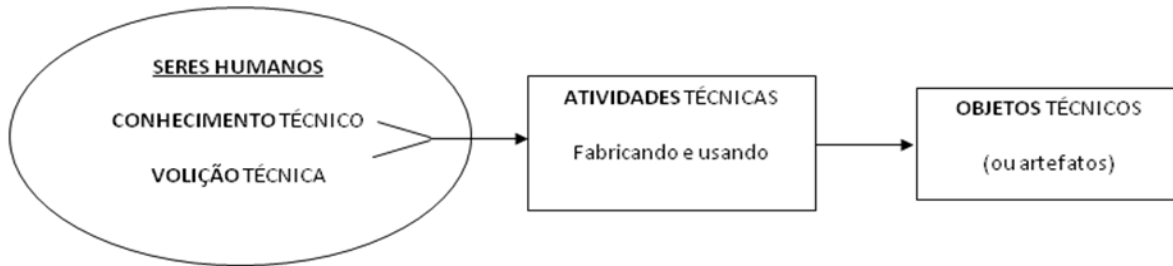 SERES HUMANOS
CONHECIMENTO TÉCNICO
VOLIÇÃO TÉCNICA
ATIVIDADES TÉCNICAS
Fabricando e usando
OBJETOS TÉCNICOS
(ou artefatos)